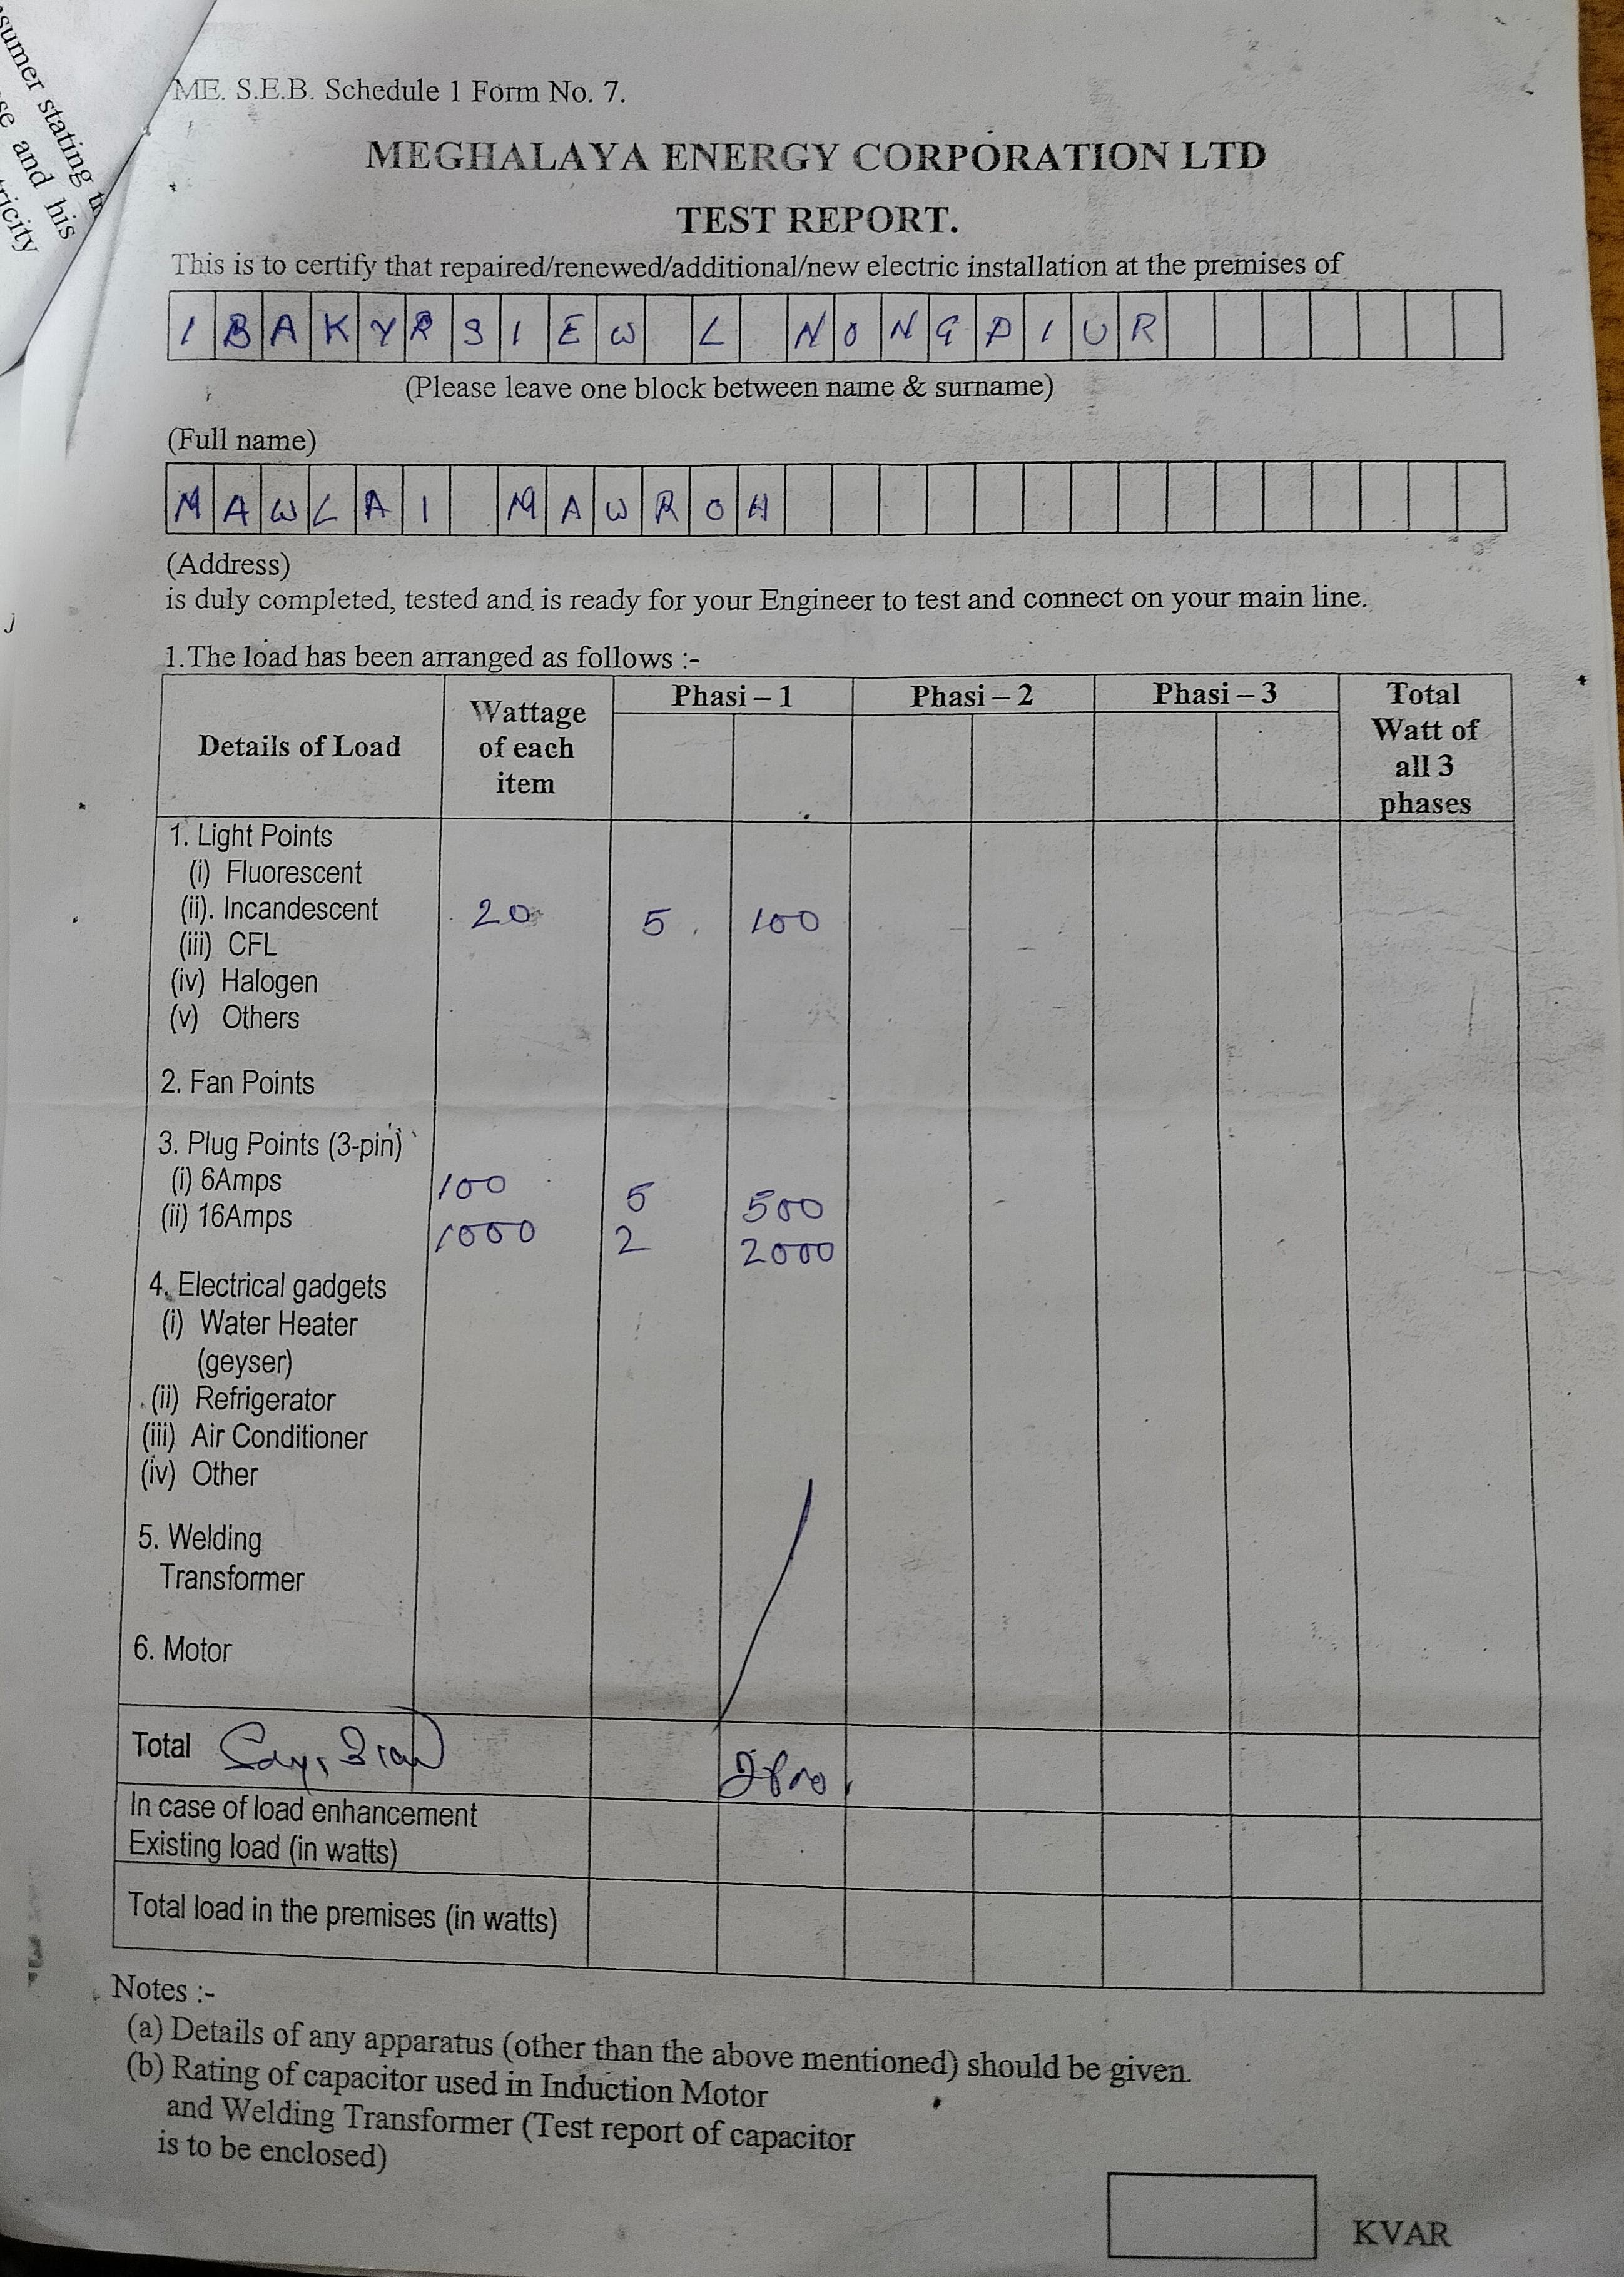 sumer stating th
se and his
tricity
ME. S.E.B. Schedule 1 Form No. 7.
MEGHALAYA ENERGY CORPORATION LTD
TEST REPORT.
This is to certify that repaired/renewed/additional/new electric installation at the premises of
IBAKYRSIEW L NONGPIUR
(Please leave one block between name & surname)
(Full name)
MAWLAI MAWROH
(Address)
is duly completed, tested and is ready for your Engineer to test and connect on your main line.
1.The load has been arranged as follows :-
Details of Load Wattage of each item Phasi – 1 Phasi – 2 Phasi – 3 Total Watt of all 3 phases
1. Light Points
(i) Fluorescent
(ii). Incandescent 20 5 100
(iii) CFL
(iv) Halogen
(v) Others
2. Fan Points
3. Plug Points (3-pin)
(i) 6Amps 100 5 500
(ii) 16Amps 1000 2 2000
4. Electrical gadgets
(i) Water Heater
(geyser)
(ii) Refrigerator
(iii) Air Conditioner
(iv) Other
5. Welding
Transformer
6. Motor
Total
In case of load enhancement
Existing load (in watts)
Total load in the premises (in watts)
Notes :-
(a) Details of any apparatus (other than the above mentioned) should be given.
(b) Rating of capacitor used in Induction Motor
and Welding Transformer (Test report of capacitor
is to be enclosed)
KVAR